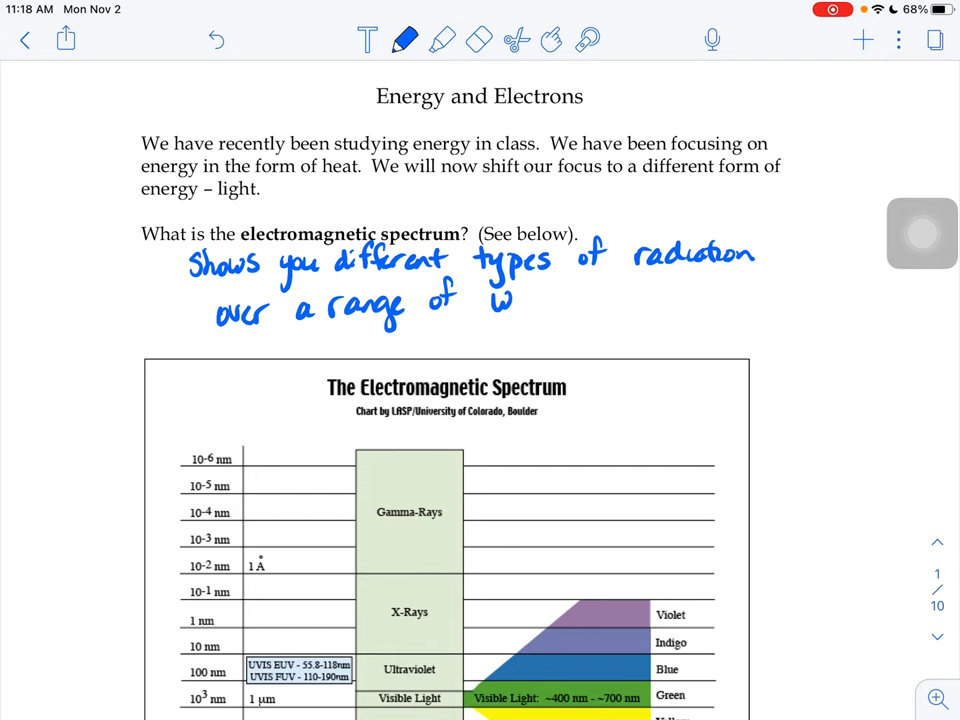 11:18 AM Mon Nov 2
68%
T
Energy and Electrons
We have recently been studying energy in class. We have been focusing on
energy in the form of heat. We will now shift our focus to a different form of
energy – light.
What is the electromagnetic spectrum? (See below).
Shows you different types of radiation
over a range of w
The Electromagnetic Spectrum
Chart by LASP/University of Colorado, Boulder
10-6 nm
10-5 nm
10-4 nm
Gamma-Rays
10-3 nm
10-2 nm 1 Å
10-1 nm
X-Rays
1 nm
Violet
10 nm
Indigo
100 nm
UVIS EUV - 55.8-118nm
UVIS FUV - 110-190nm
Ultraviolet
Blue
10³ nm 1 µm
Visible Light
Visible Light: ~400 nm - ~700 nm
Green
1
/
10